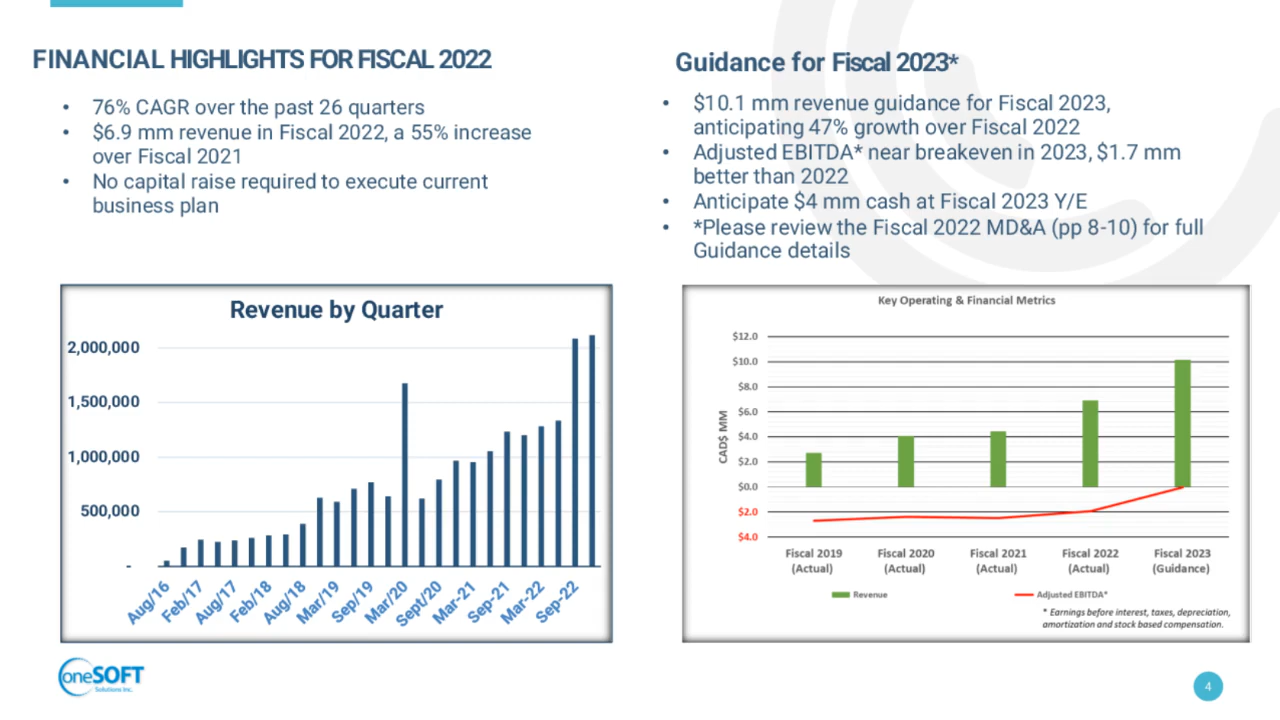 FINANCIAL HIGHLIGHTS FOR FISCAL 2022
• 76% CAGR over the past 26 quarters
• $6.9 mm revenue in Fiscal 2022, a 55% increase
over Fiscal 2021
• No capital raise required to execute current
business plan
Guidance for Fiscal 2023*
• $10.1 mm revenue guidance for Fiscal 2023,
anticipating 47% growth over Fiscal 2022
• Adjusted EBITDA* near breakeven in 2023, $1.7 mm
better than 2022
• Anticipate $4 mm cash at Fiscal 2023 Y/E
• *Please review the Fiscal 2022 MD&A (pp 8-10) for full
Guidance details
Revenue by Quarter
2,000,000
1,500,000
1,000,000
500,000
-
Aug/16 Feb/17 Aug/17 Feb/18 Aug/18 Mar/19 Sep/19 Mar/20 Sept/20 Mar-21 Sep-21 Mar-22 Sep-22
Key Operating & Financial Metrics
CAD$ MM
$12.0
$10.0
$8.0
$6.0
$4.0
$2.0
$0.0
$2.0
$4.0
Fiscal 2019 Fiscal 2020 Fiscal 2021 Fiscal 2022 Fiscal 2023
(Actual) (Actual) (Actual) (Actual) (Guidance)
Revenue Adjusted EBITDA*
* Earnings before interest, taxes, depreciation,
amortization and stock based compensation.
oneSOFT
Solutions Inc.
4